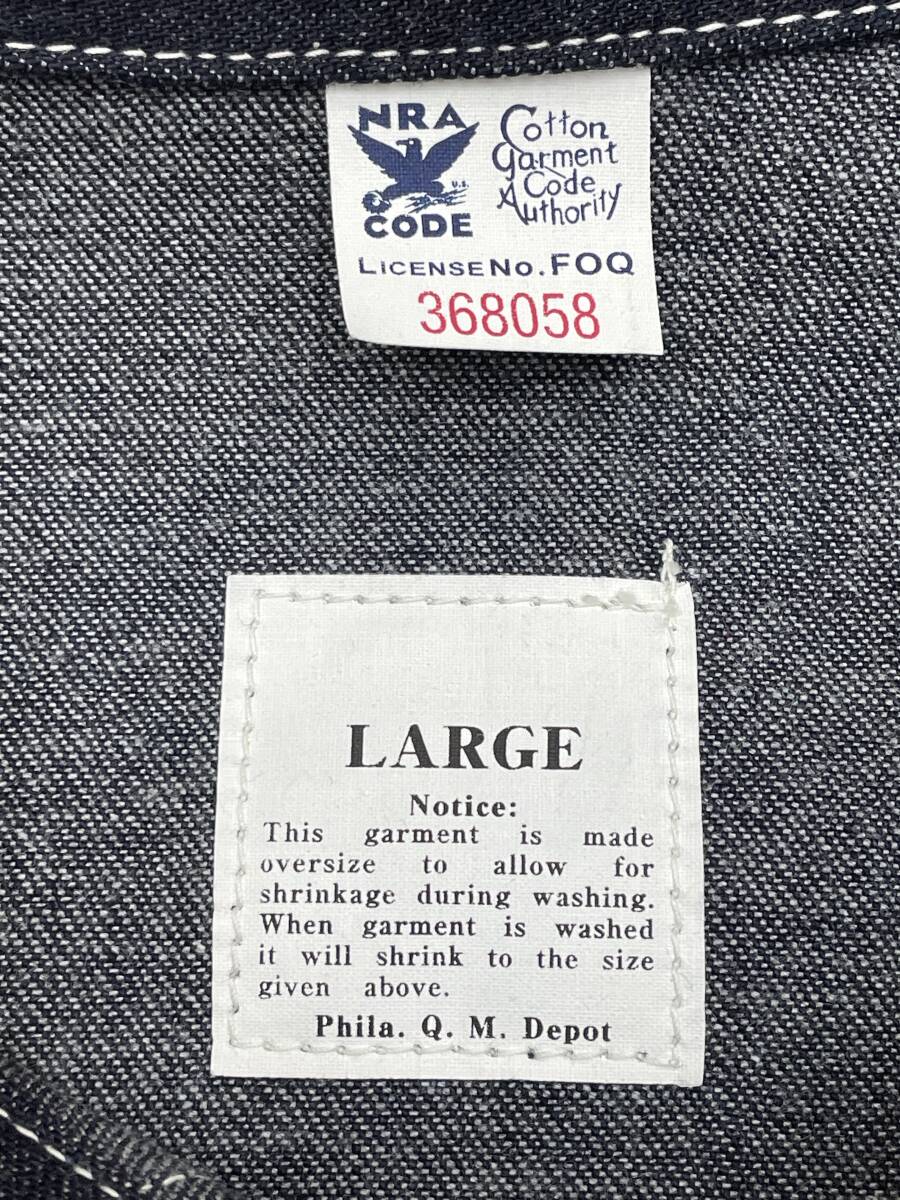 NRA
CODE
U.S.
Cotton
Garment
Code
Authority
LICENSE NO. FOQ
368058
LARGE
Notice:
This garment is made
oversize to allow for
shrinkage during washing.
When garment is washed
it will shrink to the size
given above.
Phila. Q. M. Depot